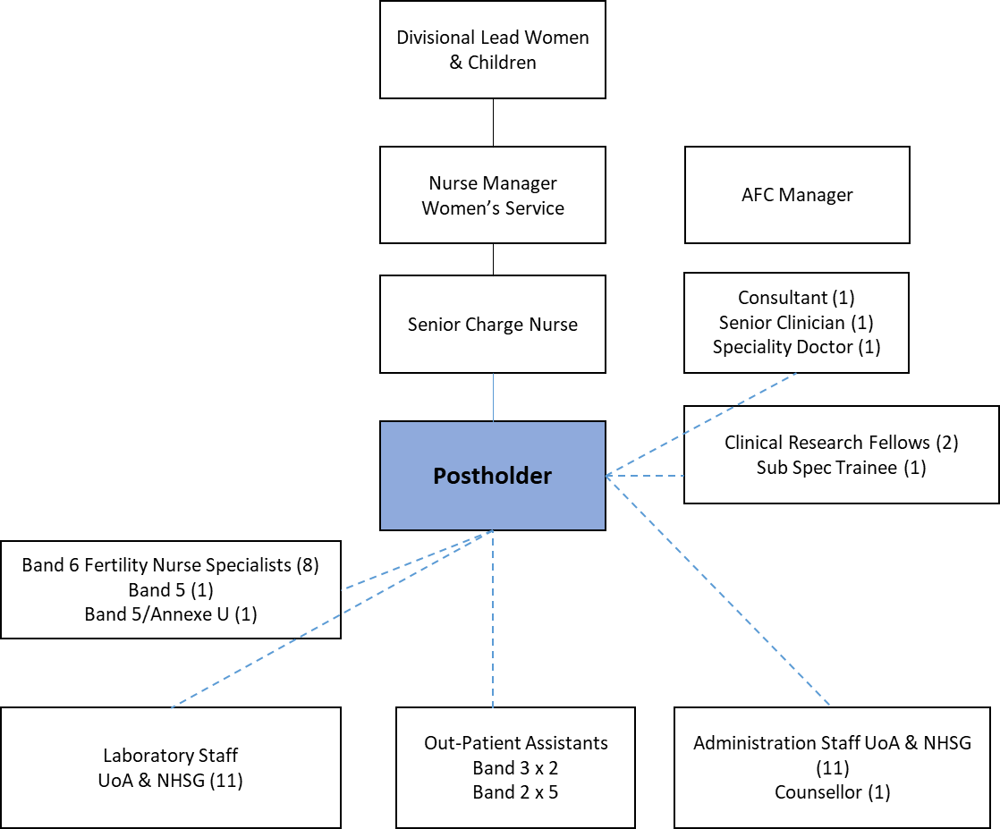 Divisional Lead Women
& Children
Nurse Manager
Women’s Service
AFC Manager
Senior Charge Nurse
Consultant (1)
Senior Clinician (1)
Speciality Doctor (1)
Postholder
Clinical Research Fellows (2)
Sub Spec Trainee (1)
Band 6 Fertility Nurse Specialists (8)
Band 5 (1)
Band 5/Annexe U (1)
Laboratory Staff
UoA & NHSG (11)
Out-Patient Assistants
Band 3 x 2
Band 2 x 5
Administration Staff UoA & NHSG
(11)
Counsellor (1)